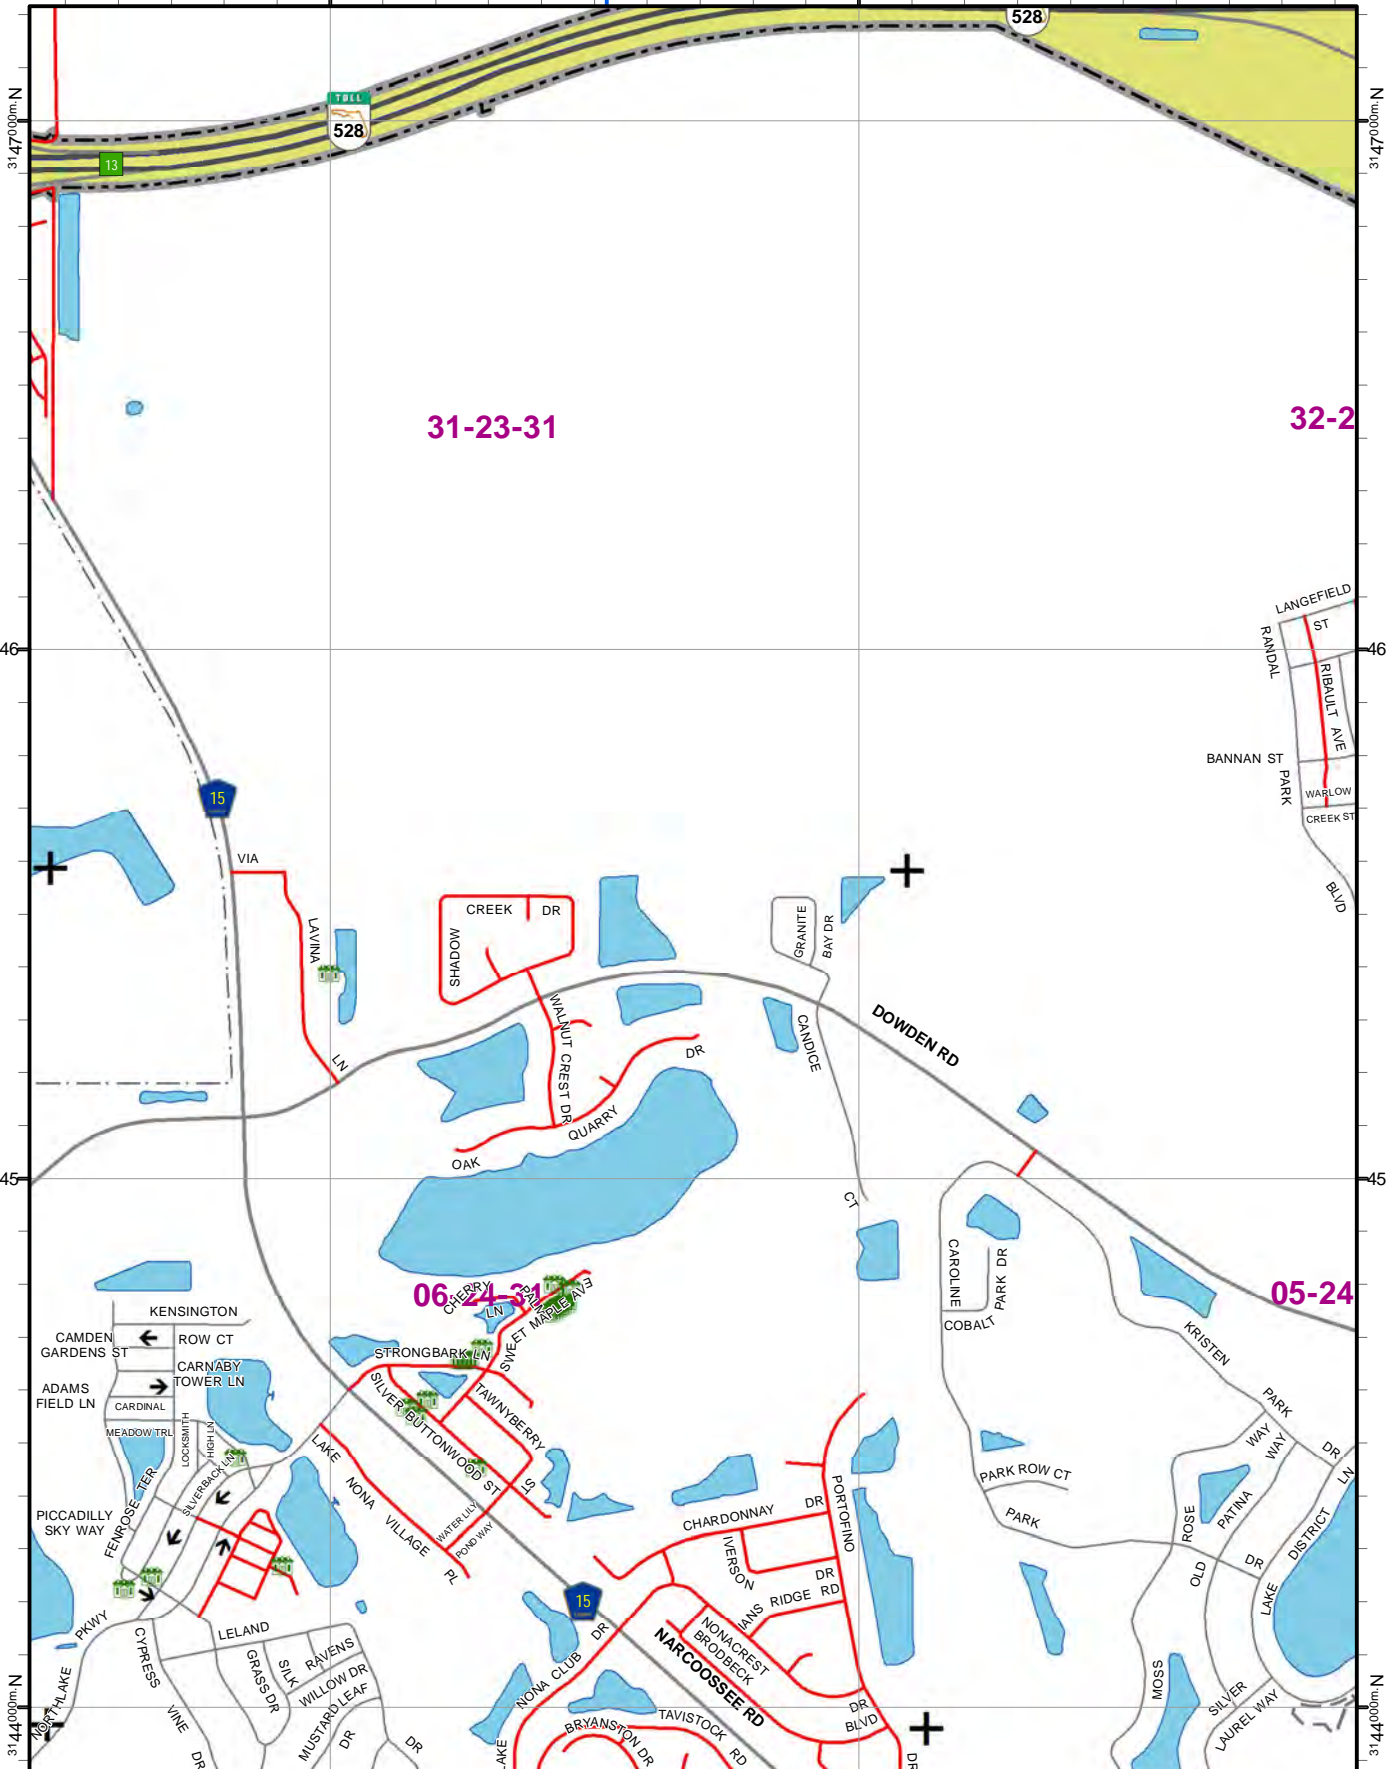 528
TOLL
528
13
3147000m. N
3147000m. N
31-23-31
32-2
LANGEFIELD
ST
RANDAL
RIBAULT AVE
46
46
BANNAN ST
PARK
WARLOW
CREEK ST
BLVD
15
VIA
LAVINA
LN
CREEK DR
SHADOW
GRANITE
BAY DR
WALNUT CREST DR
DR
QUARRY
OAK
CANDICE
CT
DOWDEN RD
45
45
CAROLINE
PARK DR
COBALT
06-24-31
05-24
CHERRY
LN
PALM
SWEET MAPLE AVE
STRONGBARK LN
KENSINGTON
CAMDEN
GARDENS ST
ROW CT
CARNABY
TOWER LN
ADAMS
FIELD LN
CARDINAL
MEADOW TRL
LOCKSMITH
HIGH LN
SILVERBACK LN
PICCADILLY
SKY WAY
FENROSE TER
SILVER BUTTONWOOD ST
TAWNYBERRY
ST
LAKE NONA VILLAGE PL
WATER LILY
POND WAY
KRISTEN
PARK
DR
WAY
WAY
LN
PARK ROW CT
PARK
DR
ROSE
OLD
PATINA
DISTRICT
LAKE
MOSS
SILVER
LAUREL WAY
CHARDONNAY DR
PORTOFINO
IVERSON
DR
IANS RIDGE RD
15
NONACREST
BRODBECK
DR
BLVD
DR
NARCOOSSEE RD
NONA CLUB DR
LAKE
BRYANSTON DR
TAVISTOCK RD
PKWY
NORTHLAKE
CYPRESS
VINE
DR
LELAND
GRASS DR
SILK
RAVENS
WILLOW DR
MUSTARD LEAF
DR
DR
3144000m. N
3144000m. N